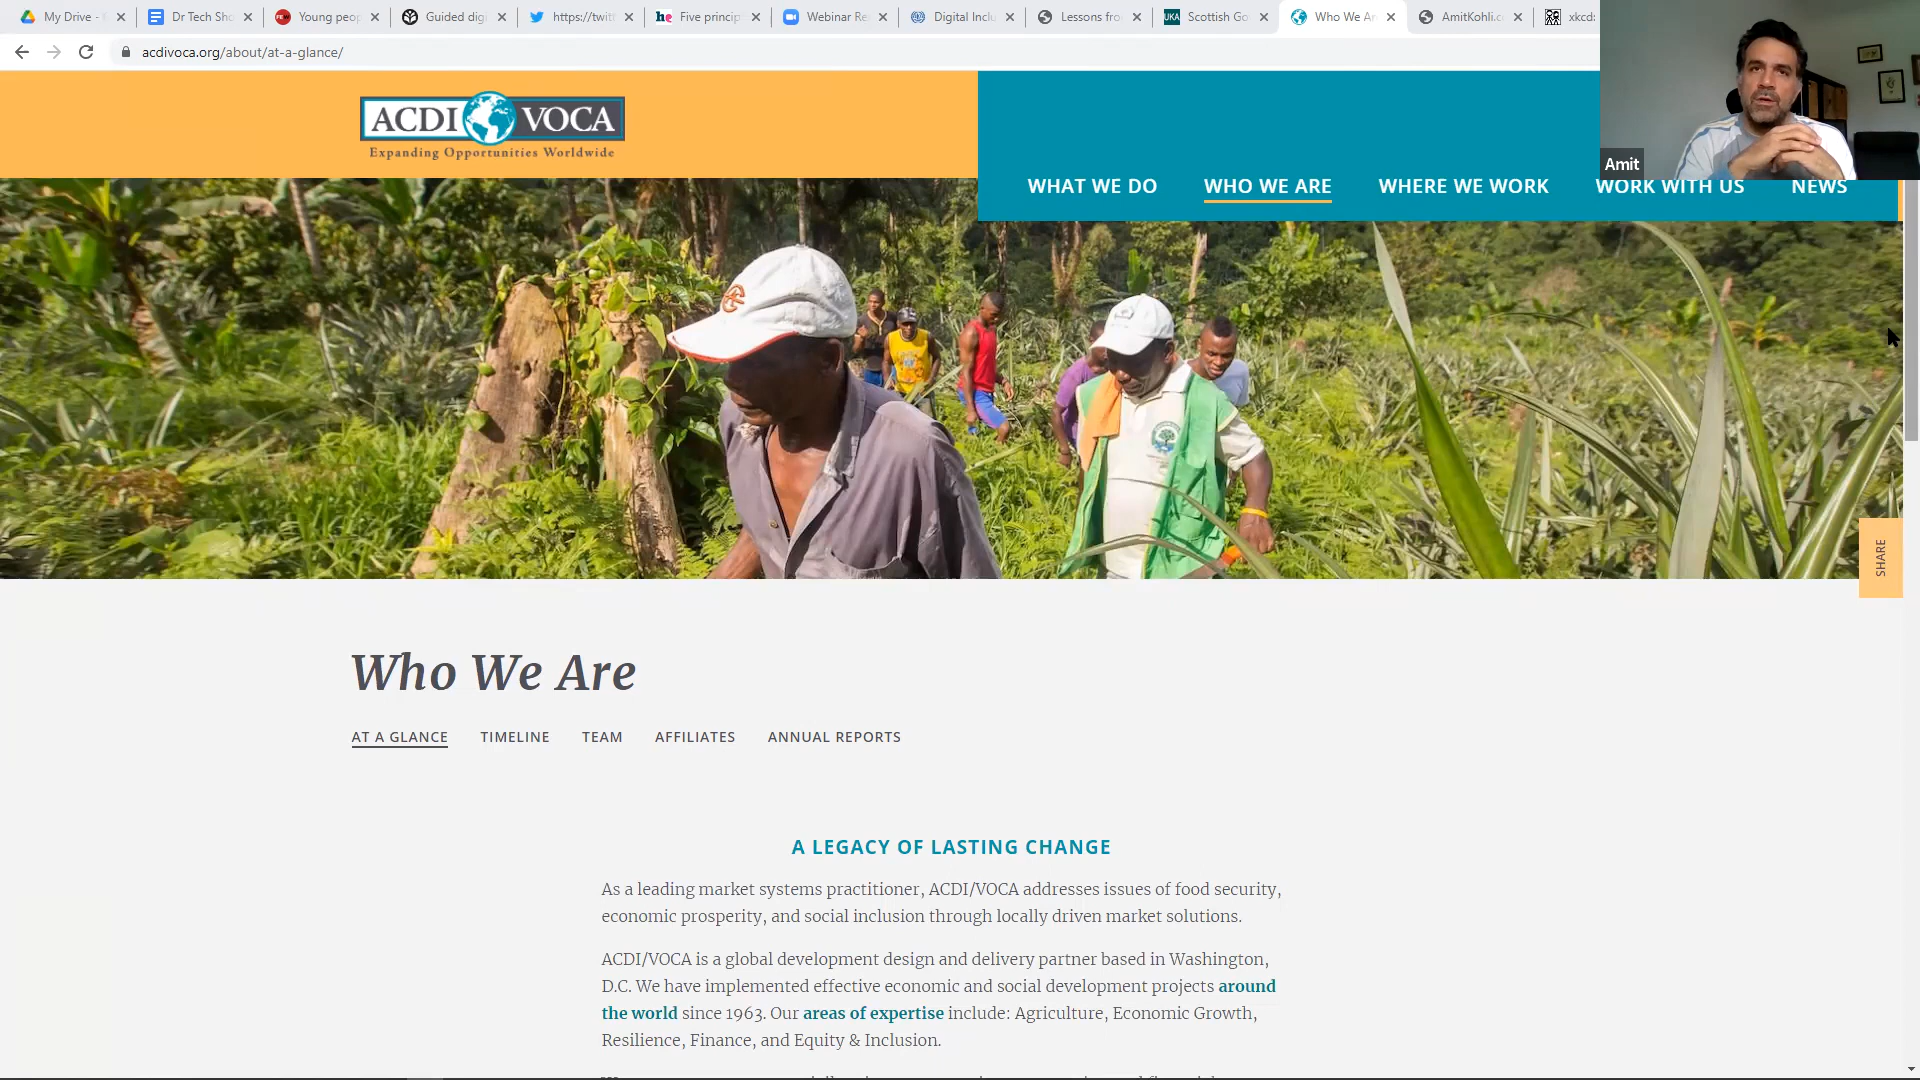 My Drive -
Dr Tech Sho
Young peop
Guided digi
https://twitt
Five princip
Webinar Re
Digital Inclu
Lessons fro
Scottish Go
Who We Ar
AmitKohli.c
xkcd:
acdivoca.org/about/at-a-glance/
ACDI VOCA
Expanding Opportunities Worldwide
Amit
WHAT WE DO
WHO WE ARE
WHERE WE WORK
WORK WITH US
NEWS
SHARE
Who We Are
AT A GLANCE
TIMELINE
TEAM
AFFILIATES
ANNUAL REPORTS
A LEGACY OF LASTING CHANGE
As a leading market systems practitioner, ACDI/VOCA addresses issues of food security,
economic prosperity, and social inclusion through locally driven market solutions.
ACDI/VOCA is a global development design and delivery partner based in Washington,
D.C. We have implemented effective economic and social development projects around
the world since 1963. Our areas of expertise include: Agriculture, Economic Growth,
Resilience, Finance, and Equity & Inclusion.